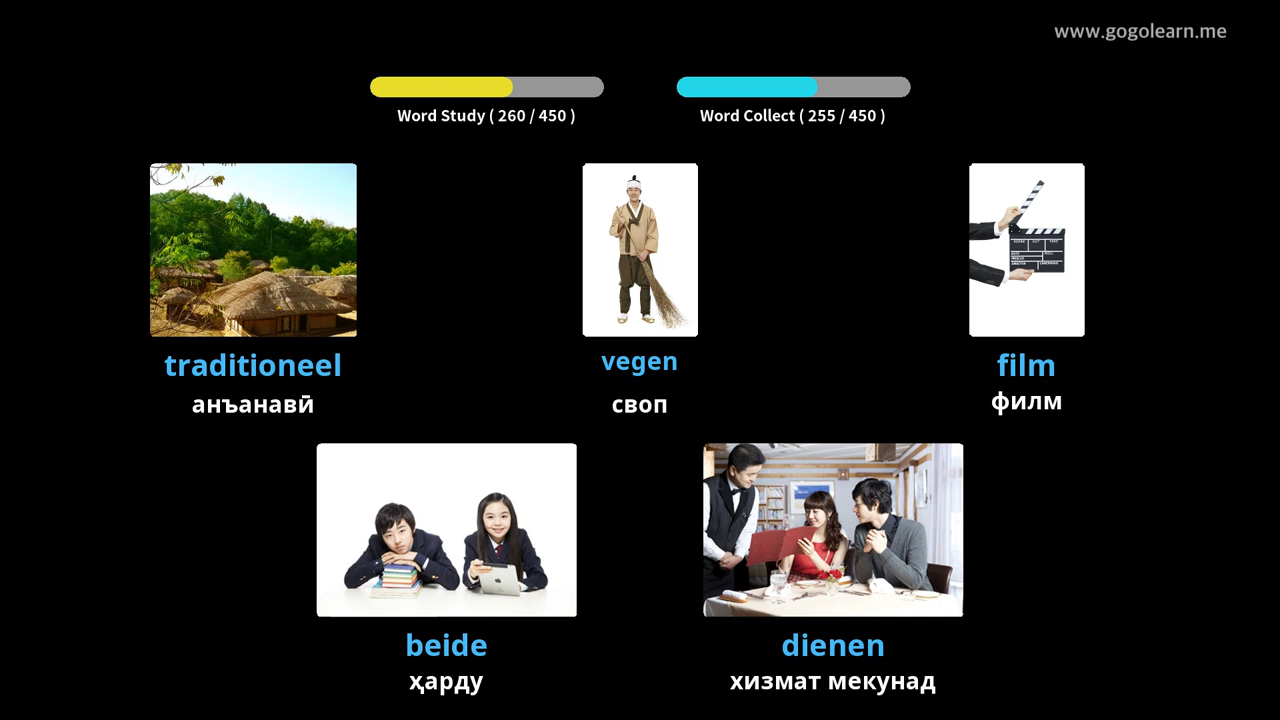 www.gogolearn.me
Word Study ( 260 / 450 )
Word Collect ( 255 / 450 )
traditioneel
vegen
film
анъанавӣ
своп
филм
beide
dienen
ҳарду
хизмат мекунад